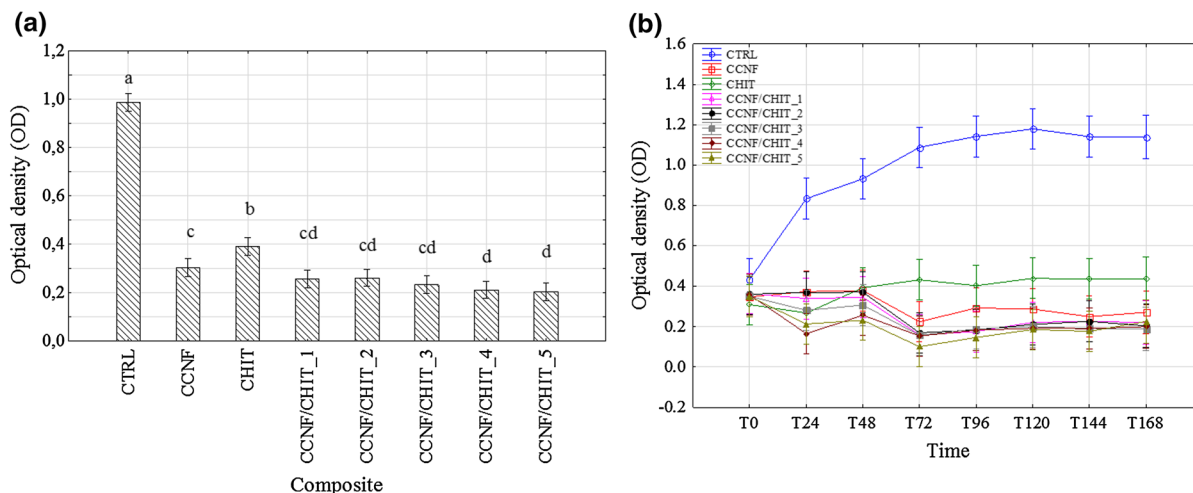 (a)
1,2
1,0
0,8
0,6
0,4
0,2
0,0
Optical density (OD)
a
c
b
cd
cd
cd
d
d
CTRL
CCNF
CHIT
CCNF/CHIT_1
CCNF/CHIT_2
CCNF/CHIT_3
CCNF/CHIT_4
CCNF/CHIT_5
Composite
(b)
1.6
1.4
1.2
1.0
0.8
0.6
0.4
0.2
0.0
-0.2
Optical density (OD)
CTRL
CCNF
CHIT
CCNF/CHIT_1
CCNF/CHIT_2
CCNF/CHIT_3
CCNF/CHIT_4
CCNF/CHIT_5
T0 T24 T48 T72 T96 T120 T144 T168
Time